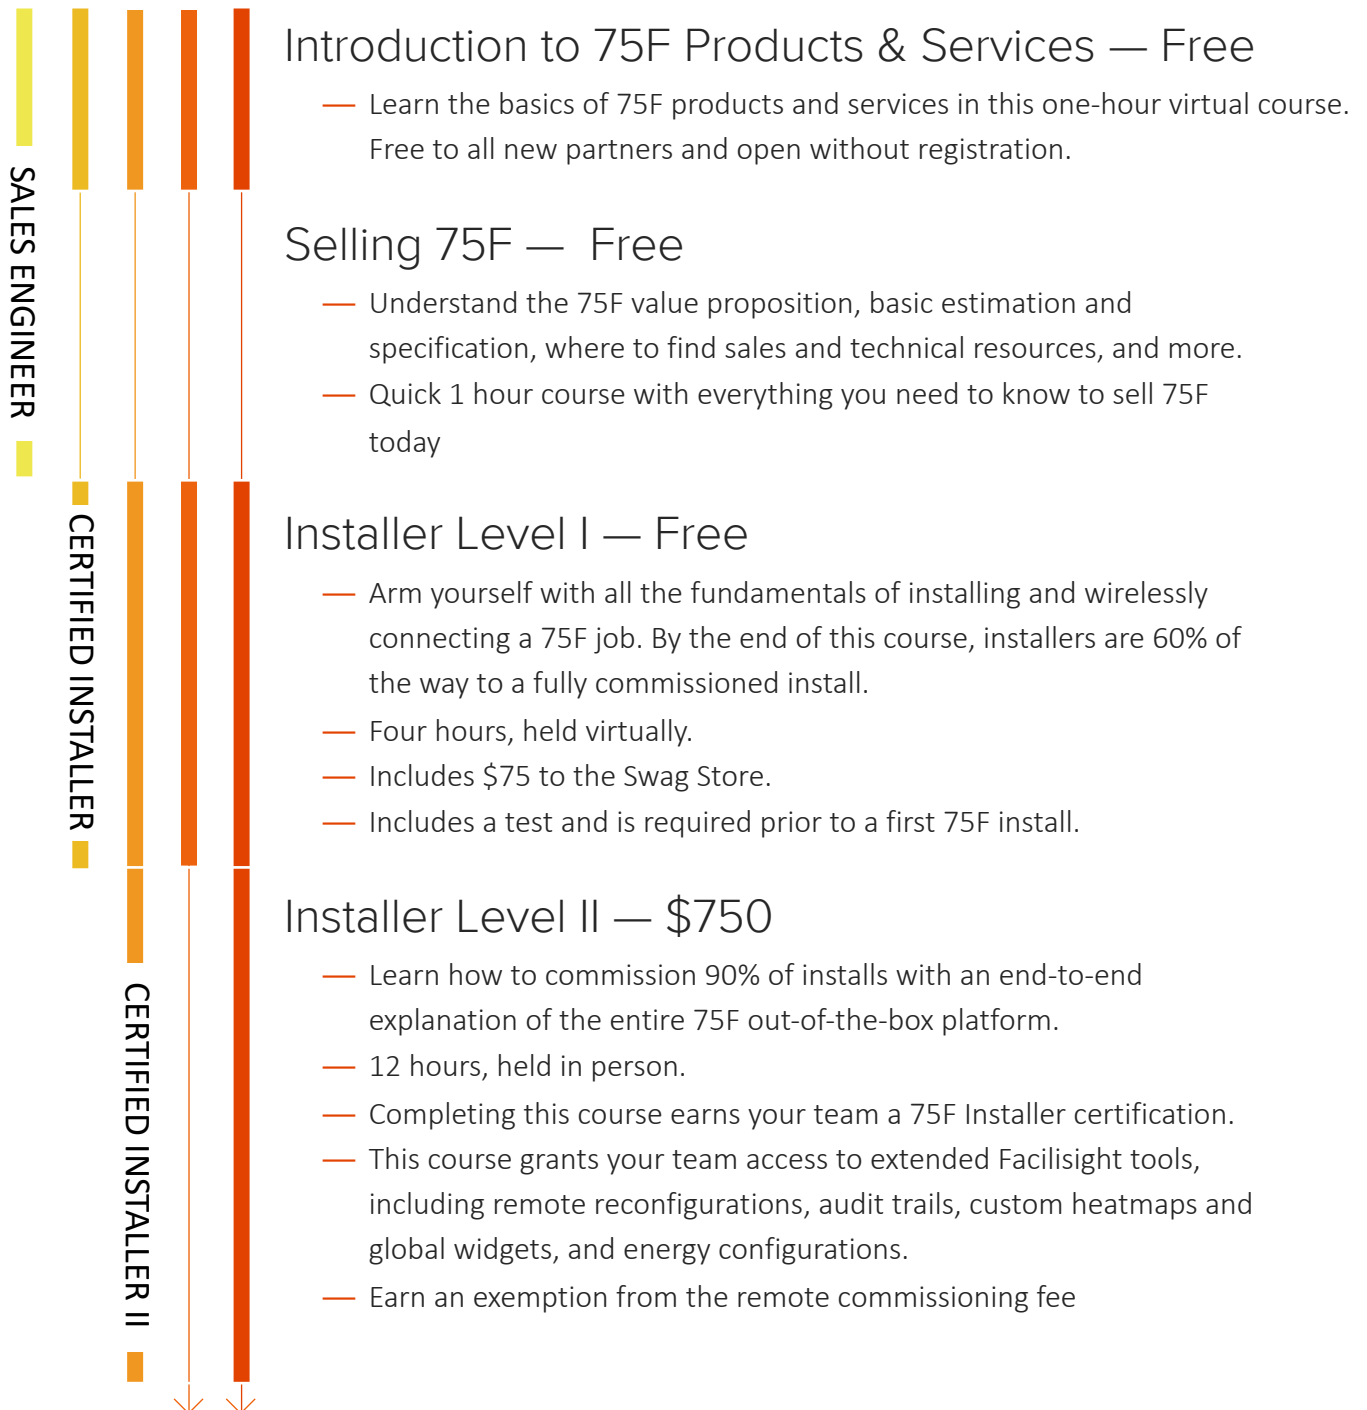 Introduction to 75F Products & Services — Free
— Learn the basics of 75F products and services in this one-hour virtual course.
Free to all new partners and open without registration.
SALES ENGINEER
Selling 75F — Free
— Understand the 75F value proposition, basic estimation and
specification, where to find sales and technical resources, and more.
— Quick 1 hour course with everything you need to know to sell 75F
today
CERTIFIED INSTALLER
Installer Level I — Free
— Arm yourself with all the fundamentals of installing and wirelessly
connecting a 75F job. By the end of this course, installers are 60% of
the way to a fully commissioned install.
— Four hours, held virtually.
— Includes $75 to the Swag Store.
— Includes a test and is required prior to a first 75F install.
CERTIFIED INSTALLER II
Installer Level II — $750
— Learn how to commission 90% of installs with an end-to-end
explanation of the entire 75F out-of-the-box platform.
— 12 hours, held in person.
— Completing this course earns your team a 75F Installer certification.
— This course grants your team access to extended Facilisight tools,
including remote reconfigurations, audit trails, custom heatmaps and
global widgets, and energy configurations.
— Earn an exemption from the remote commissioning fee